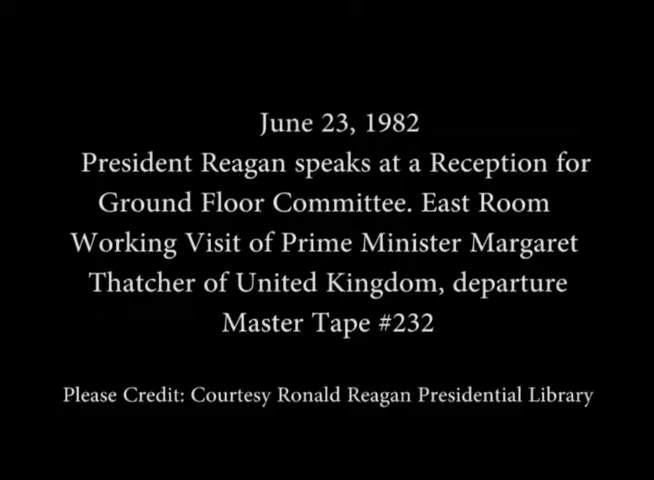 June 23, 1982
President Reagan speaks at a Reception for
Ground Floor Committee. East Room
Working Visit of Prime Minister Margaret
Thatcher of United Kingdom, departure
Master Tape #232
Please Credit: Courtesy Ronald Reagan Presidential Library